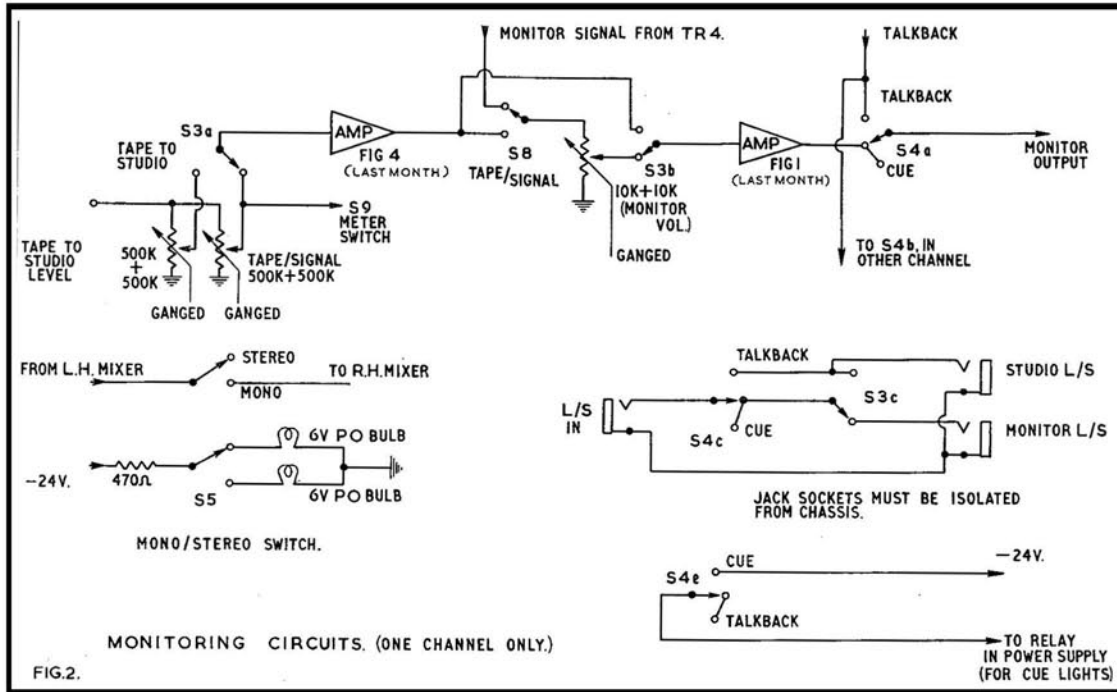 MONITOR SIGNAL FROM TR4.
TALKBACK
TALKBACK
S3a
AMP
FIG 4
(LAST MONTH)
S8
TAPE/SIGNAL
S3b
10K+10K
(MONITOR
VOL.)
GANGED
AMP
FIG 1
(LAST MONTH)
S4a
CUE
MONITOR
OUTPUT
TAPE TO
STUDIO
S9
METER
SWITCH
TAPE TO
STUDIO
LEVEL
500K
+
500K
TAPE/SIGNAL
500K+500K
GANGED
GANGED
TO S4b, IN
OTHER CHANNEL
FROM L.H. MIXER
STEREO
MONO
TO R.H. MIXER
-24V.
470Ω
S5
6V PO BULB
6V PO BULB
MONO/STEREO SWITCH.
TALKBACK
STUDIO L/S
L/S
IN
S4c
CUE
S3c
MONITOR L/S
JACK SOCKETS MUST BE ISOLATED
FROM CHASSIS.
CUE
-24V.
S4e
TALKBACK
TO RELAY
IN POWER SUPPLY
(FOR CUE LIGHTS)
MONITORING CIRCUITS. (ONE CHANNEL ONLY.)
FIG.2.